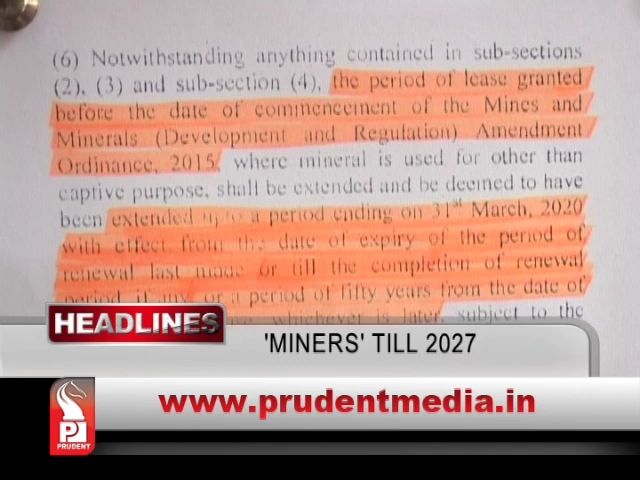 (6) Notwithstanding anything contained in sub-sections
(2), (3) and sub-section (4), the period of lease granted
before the date of commencement of the Mines and
Minerals (Development and Regulation) Amendment
Ordinance, 2015, where mineral is used for other than
captive purpose, shall be extended and be deemed to have
been extended upto a period ending on 31st March, 2020
with effect from the date of expiry of the period of
renewal last made or till the completion of renewal
period, if any, or a period of fifty years from the date of
whichever is later, subject to the
HEADLINES
'MINERS' TILL 2027
www.prudentmedia.in
PRUDENT